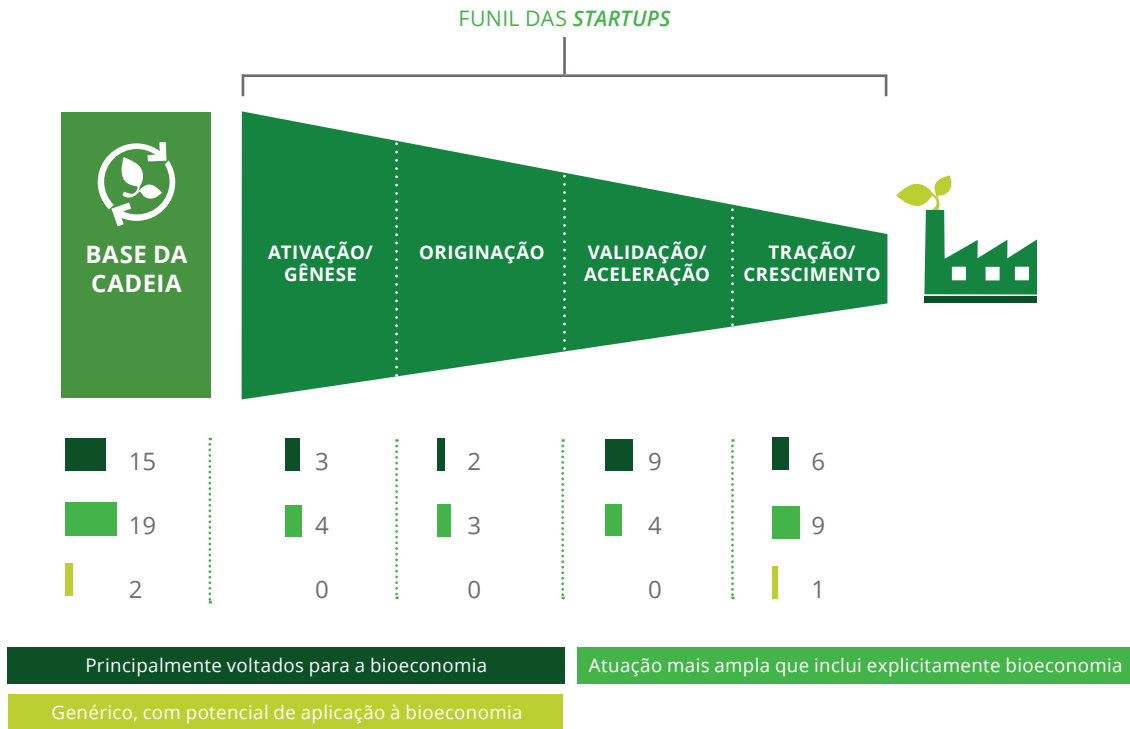 FUNIL DAS STARTUPS
BASE DA
CADEIA
ATIVAÇÃO/
GÊNESE
ORIGINAÇÃO
VALIDAÇÃO/
ACELERAÇÃO
TRAÇÃO/
CRESCIMENTO
15 3 2 9 6
19 4 3 4 9
2 0 0 0 1
Principalmente voltados para a bioeconomia
Atuação mais ampla que inclui explicitamente bioeconomia
Genérico, com potencial de aplicação à bioeconomia